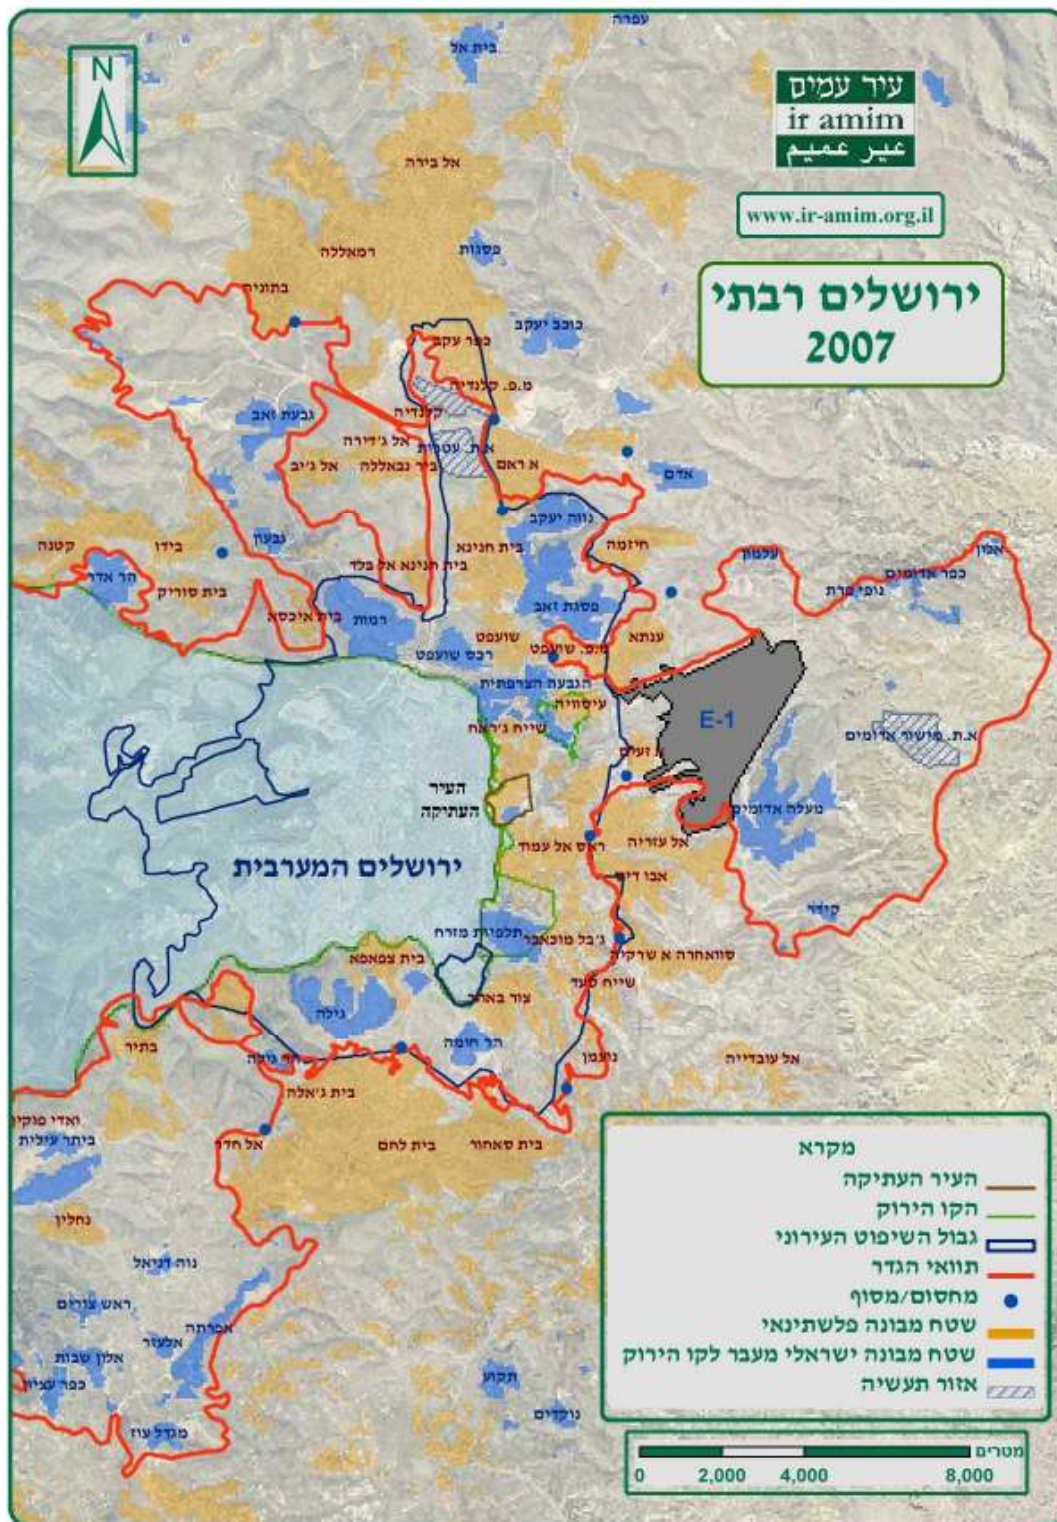 N
עיר עמים
ir amim
عير عميم
www.ir-amim.org.il
ירושלים רבתי
2007
עפרה
בית אל
אל בירה
רמאללה
פסגות
בתוניה
כוכב יעקב
כפר עקב
מ.פ. קלנדיה
קלנדיה
גבעת זאב
אל ג'דירה
א.ת. עטרות
אל ג'יב
ביר נבאללה
א ראם
אדם
נווה יעקב
גבעון
בידו
קטנה
בית חנינא
חיזמה
אלון
עלמון
כפר אדומים
נופי פרת
הר אדר
בית סוריק
בית חנינא אל בלד
בית איכסא
רמות
פסגת זאב
שועפט
ענתא
רכס שועפט
מ.פ. שועפט
הגבעה הצרפתית
עיסוויה
שייח ג'ראח
E-1
א זעים
א.ת. מישור אדומים
העיר
העתיקה
מעלה אדומים
ראס אל עמוד
אל עזריה
ירושלים המערבית
אבו דיס
קידר
תלפיות מזרח
ג'בל מוכאבר
סוואחרה א שרקיה
בית צפאפא
שייח סעד
צור באהר
גילה
הר חומה
נועמן
אל עובדייה
בתיר
הר גילה
בית ג'אלה
ואדי פוקין
ביתר עילית
אל חדר
בית לחם
בית סאחור
נחלין
נוה דניאל
ראש צורים
אפרתה
אלעזר
אלון שבות
כפר עציון
תקוע
נוקדים
מגדל עוז
מקרא
העיר העתיקה
הקו הירוק
גבול השיפוט העירוני
תוואי הגדר
מחסום/מסוף
שטח מבונה פלשתינאי
שטח מבונה ישראלי מעבר לקו הירוק
אזור תעשיה
מטרים
0 2,000 4,000 8,000